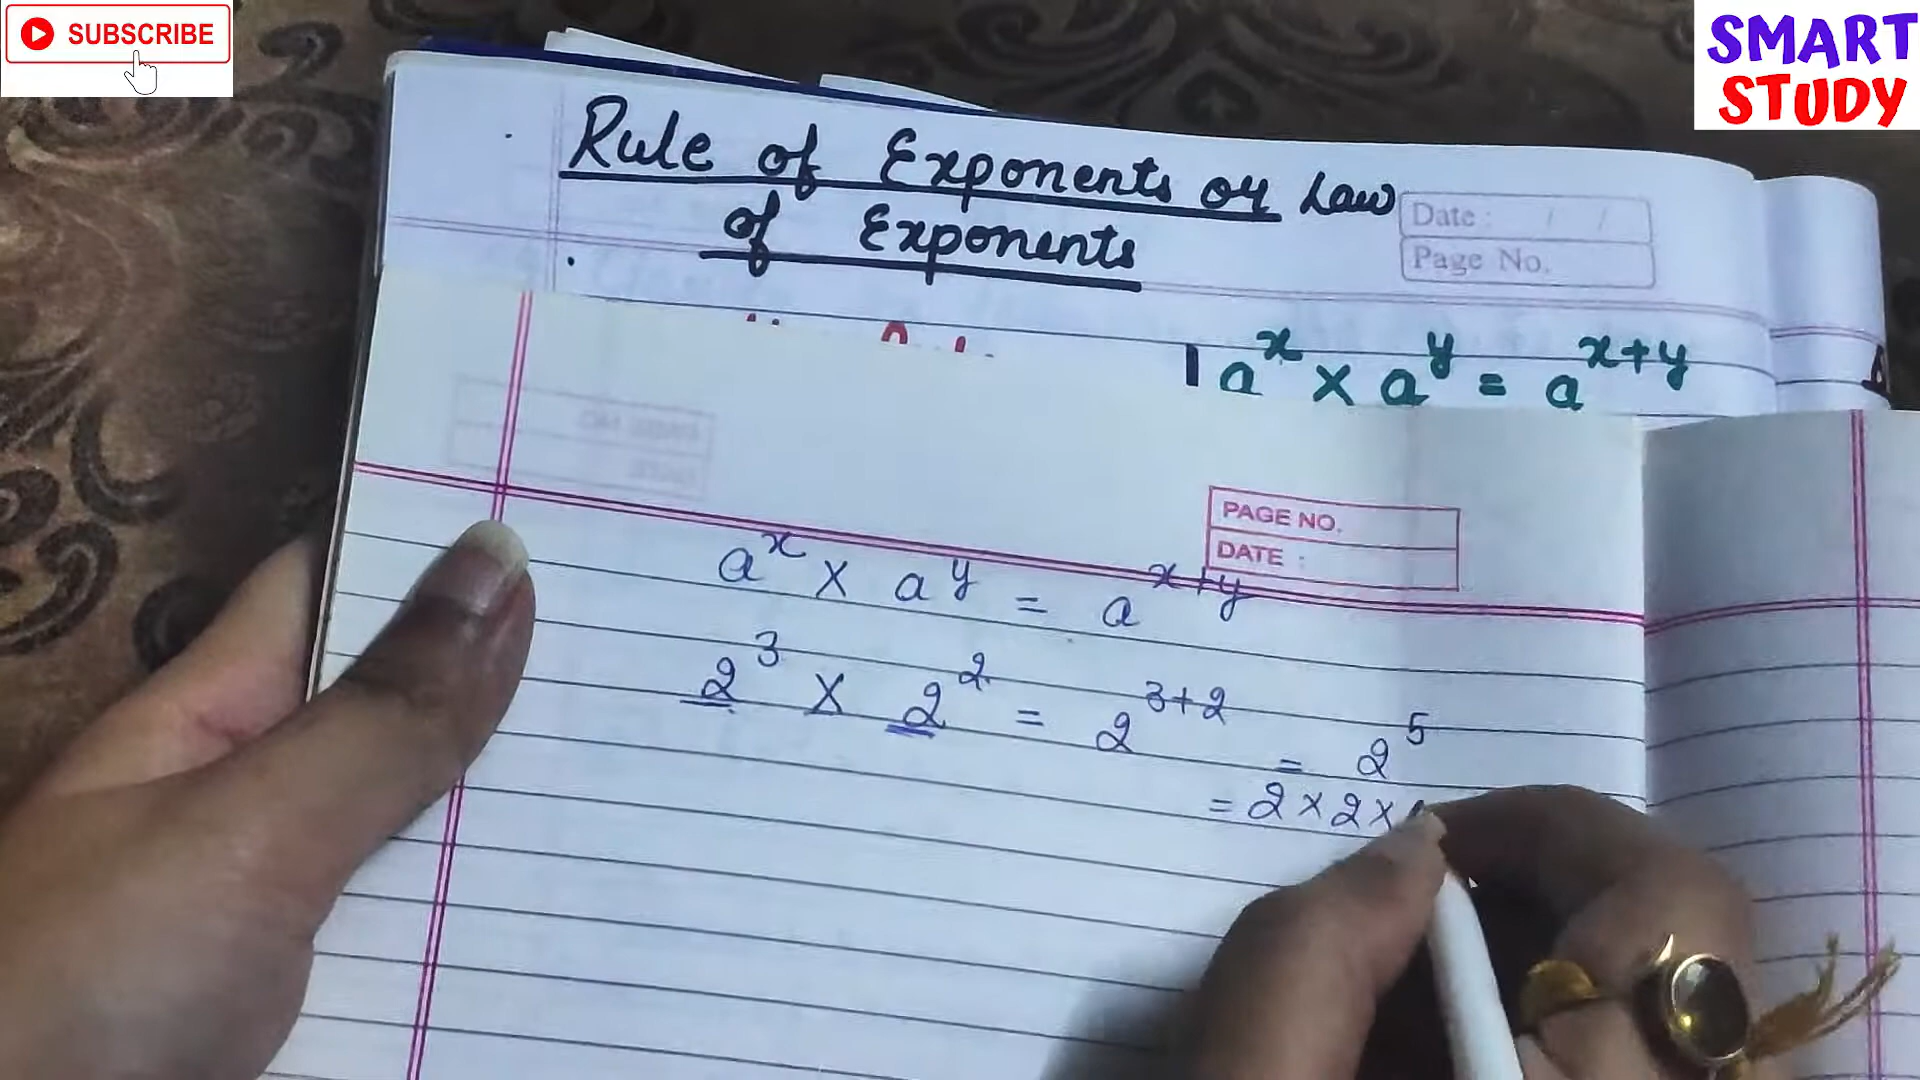 SUBSCRIBE
SMART
STUDY
Rule of Exponents or Law
of Exponents
Date : / /
Page No.
a^x × a^y = a^{x+y}
PAGE NO.
DATE :
a^x × a^y = a^{x+y}
2^3 × 2^2 = 2^{3+2}
= 2^5
= 2 × 2 ×